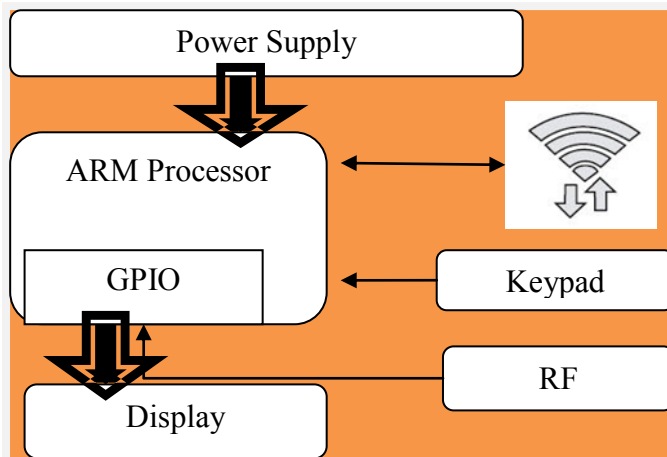 Power Supply
ARM Processor
GPIO
Keypad
RF
Display